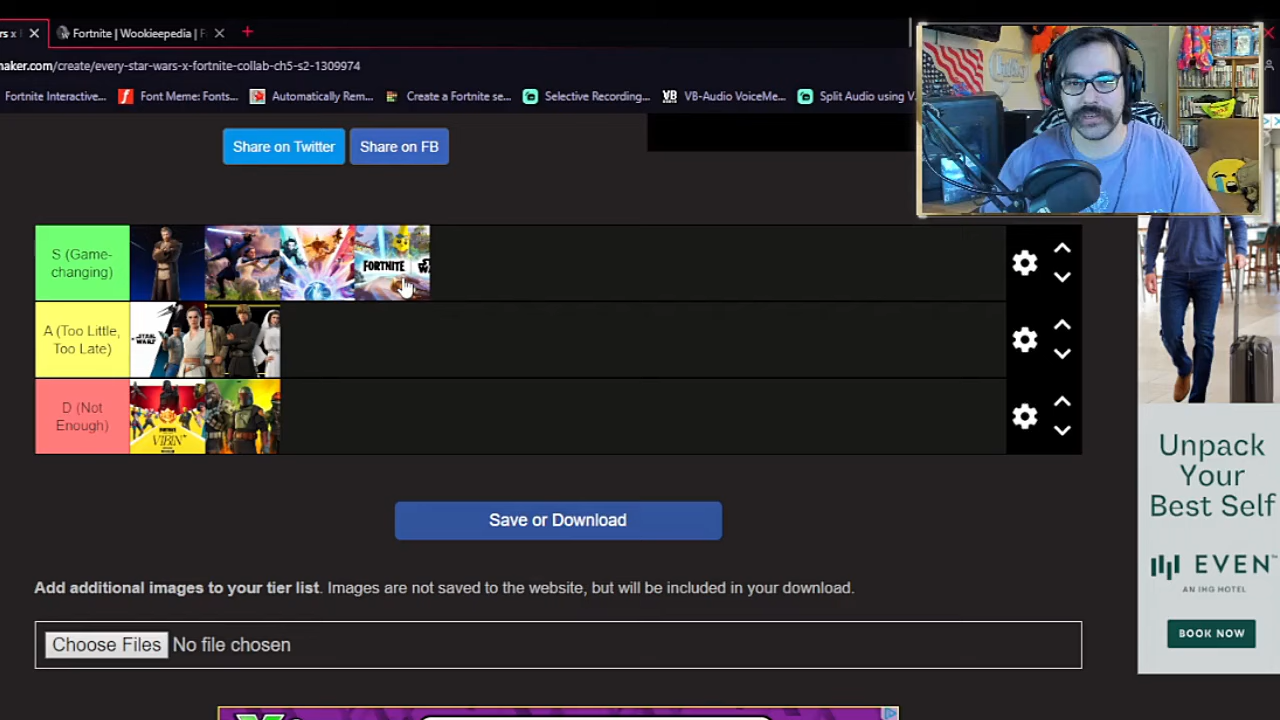 rs x
Fortnite | Wookieepedia | F
naker.com/create/every-star-wars-x-fortnite-collab-ch5-s2-1309974
Fortnite Interactive...
Font Meme: Fonts...
Automatically Rem...
Create a Fortnite se...
Selective Recording...
VB-Audio VoiceMe...
Split Audio using V
Share on Twitter
Share on FB
S (Game-
changing)
FORTNITE
A (Too Little,
Too Late)
STAR
WARS
D (Not
Enough)
VIBIN'
Save or Download
Add additional images to your tier list. Images are not saved to the website, but will be included in your download.
Choose Files No file chosen
Unpack
Your
Best Self
EVEN
AN IHG HOTEL
BOOK NOW